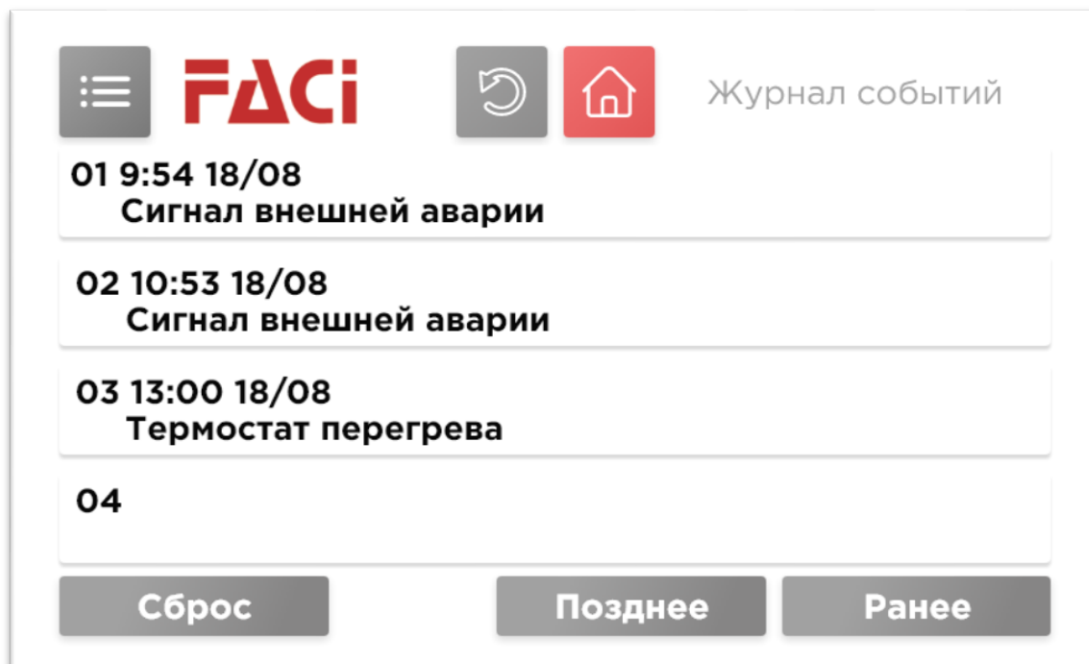 FACi
Журнал событий
01 9:54 18/08
Сигнал внешней аварии
02 10:53 18/08
Сигнал внешней аварии
03 13:00 18/08
Термостат перегрева
04
Сброс
Позднее
Ранее